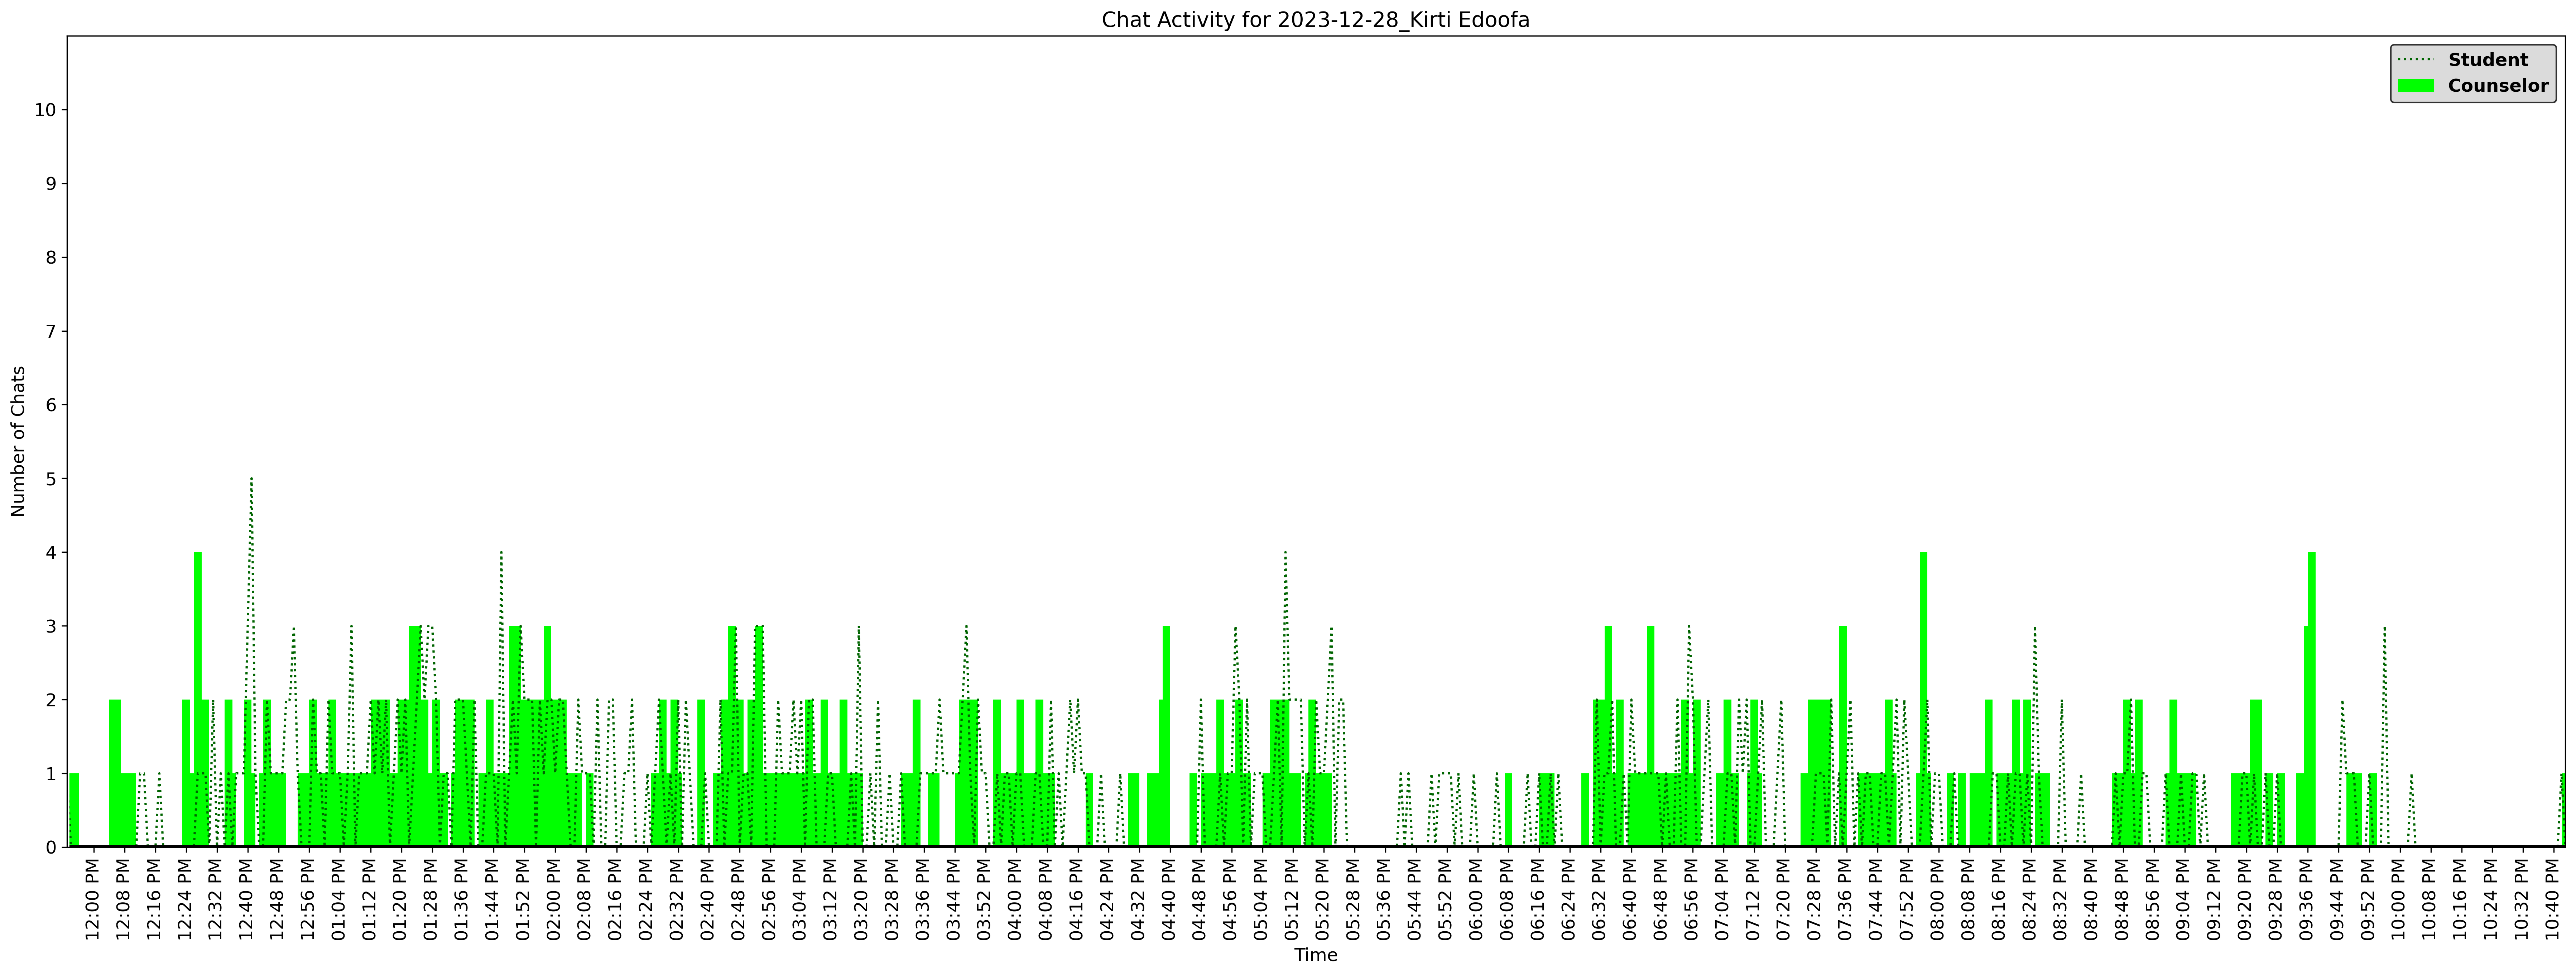 Chat Activity for 2023-12-28_Kirti Edoofa
Student
Counselor
Number of Chats
10
9
8
7
6
5
4
3
2
1
0
12:00 PM
12:08 PM
12:16 PM
12:24 PM
12:32 PM
12:40 PM
12:48 PM
12:56 PM
01:04 PM
01:12 PM
01:20 PM
01:28 PM
01:36 PM
01:44 PM
01:52 PM
02:00 PM
02:08 PM
02:16 PM
02:24 PM
02:32 PM
02:40 PM
02:48 PM
02:56 PM
03:04 PM
03:12 PM
03:20 PM
03:28 PM
03:36 PM
03:44 PM
03:52 PM
04:00 PM
04:08 PM
04:16 PM
04:24 PM
04:32 PM
04:40 PM
04:48 PM
04:56 PM
05:04 PM
05:12 PM
05:20 PM
05:28 PM
05:36 PM
05:44 PM
05:52 PM
06:00 PM
06:08 PM
06:16 PM
06:24 PM
06:32 PM
06:40 PM
06:48 PM
06:56 PM
07:04 PM
07:12 PM
07:20 PM
07:28 PM
07:36 PM
07:44 PM
07:52 PM
08:00 PM
08:08 PM
08:16 PM
08:24 PM
08:32 PM
08:40 PM
08:48 PM
08:56 PM
09:04 PM
09:12 PM
09:20 PM
09:28 PM
09:36 PM
09:44 PM
09:52 PM
10:00 PM
10:08 PM
10:16 PM
10:24 PM
10:32 PM
10:40 PM
Time